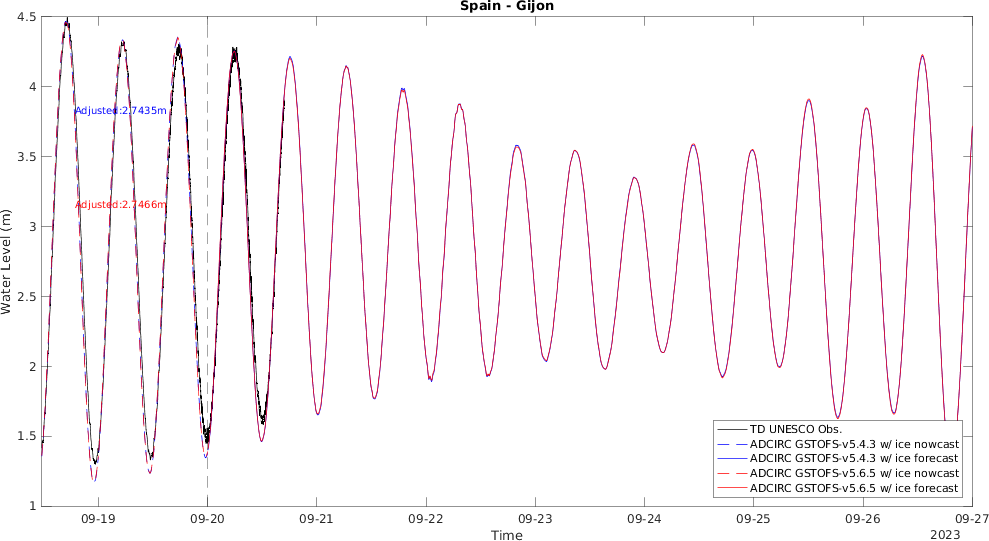 Spain - Gijon
4.5
4
3.5
3
2.5
2
1.5
1
Water Level (m)
Adjusted:2.7435m
Adjusted:2.7466m
TD UNESCO Obs.
ADCIRC GSTOFS-v5.4.3 w/ ice nowcast
ADCIRC GSTOFS-v5.4.3 w/ ice forecast
ADCIRC GSTOFS-v5.6.5 w/ ice nowcast
ADCIRC GSTOFS-v5.6.5 w/ ice forecast
09-19 09-20 09-21 09-22 09-23 09-24 09-25 09-26 09-27
Time
2023